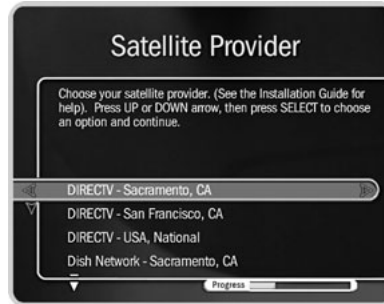 Satellite Provider
Choose your satellite provider. (See the Installation Guide for
help). Press UP or DOWN arrow, then press SELECT to choose
an option and continue.
DIRECTV - Sacramento, CA
DIRECTV - San Francisco, CA
DIRECTV - USA, National
Dish Network - Sacramento, CA
Progress